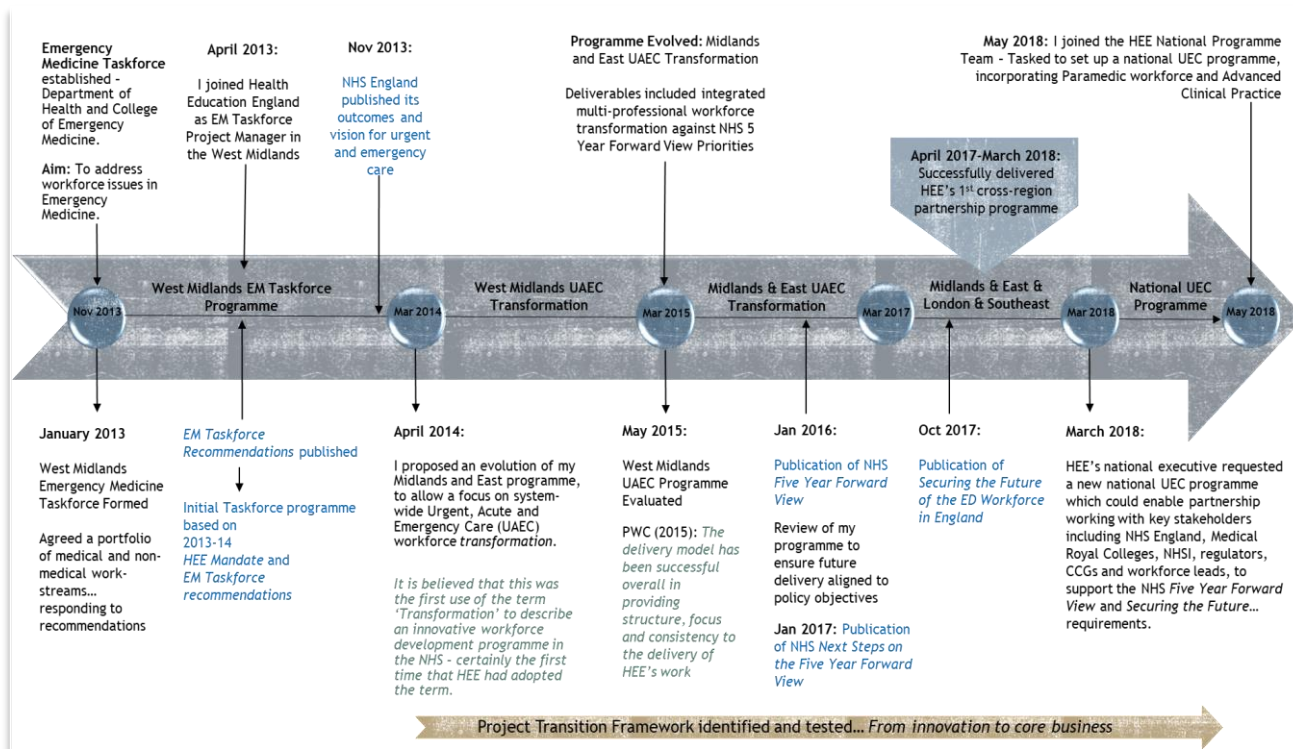 Emergency
Medicine Taskforce
established -
Department of
Health and College
of Emergency
Medicine.
Aim: To address
workforce issues in
Emergency
Medicine.
April 2013:
I joined Health
Education England
as EM Taskforce
Project Manager in
the West Midlands
Nov 2013:
NHS England
published its
outcomes and
vision for urgent
and emergency
care
Programme Evolved: Midlands
and East UAEC Transformation
Deliverables included integrated
multi-professional workforce
transformation against NHS 5
Year Forward View Priorities
May 2018: I joined the HEE National Programme
Team - Tasked to set up a national UEC programme,
incorporating Paramedic workforce and Advanced
Clinical Practice
April 2017-March 2018:
Successfully delivered
HEE's 1st cross-region
partnership programme
Nov 2013
West Midlands EM Taskforce
Programme
Mar 2014
West Midlands UAEC
Transformation
Mar 2015
Midlands & East UAEC
Transformation
Mar 2017
Midlands & East &
London & Southeast
Mar 2018
National UEC
Programme
May 2018
January 2013
West Midlands
Emergency Medicine
Taskforce Formed
Agreed a portfolio
of medical and non-
medical work-
streams…
responding to
recommendations
EM Taskforce
Recommendations published
Initial Taskforce programme
based on
2013-14
HEE Mandate and
EM Taskforce
recommendations
April 2014:
I proposed an evolution of my
Midlands and East programme,
to allow a focus on system-
wide Urgent, Acute and
Emergency Care (UAEC)
workforce transformation.
It is believed that this was
the first use of the term
‘Transformation’ to describe
an innovative workforce
development programme in
the NHS - certainly the first
time that HEE had adopted
the term.
May 2015:
West Midlands
UAEC Programme
Evaluated
PWC (2015): The
delivery model has
been successful
overall in
providing
structure, focus
and consistency to
the delivery of
HEE's work
Jan 2016:
Publication of NHS
Five Year Forward
View
Review of my
programme to
ensure future
delivery aligned to
policy objectives
Jan 2017: Publication
of NHS Next Steps on
the Five Year Forward
View
Oct 2017:
Publication of
Securing the Future
of the ED Workforce
in England
March 2018:
HEE's national executive requested
a new national UEC programme
which could enable partnership
working with key stakeholders
including NHS England, Medical
Royal Colleges, NHSI, regulators,
CCGs and workforce leads, to
support the NHS Five Year Forward
View and Securing the Future…
requirements.
Project Transition Framework identified and tested… From innovation to core business